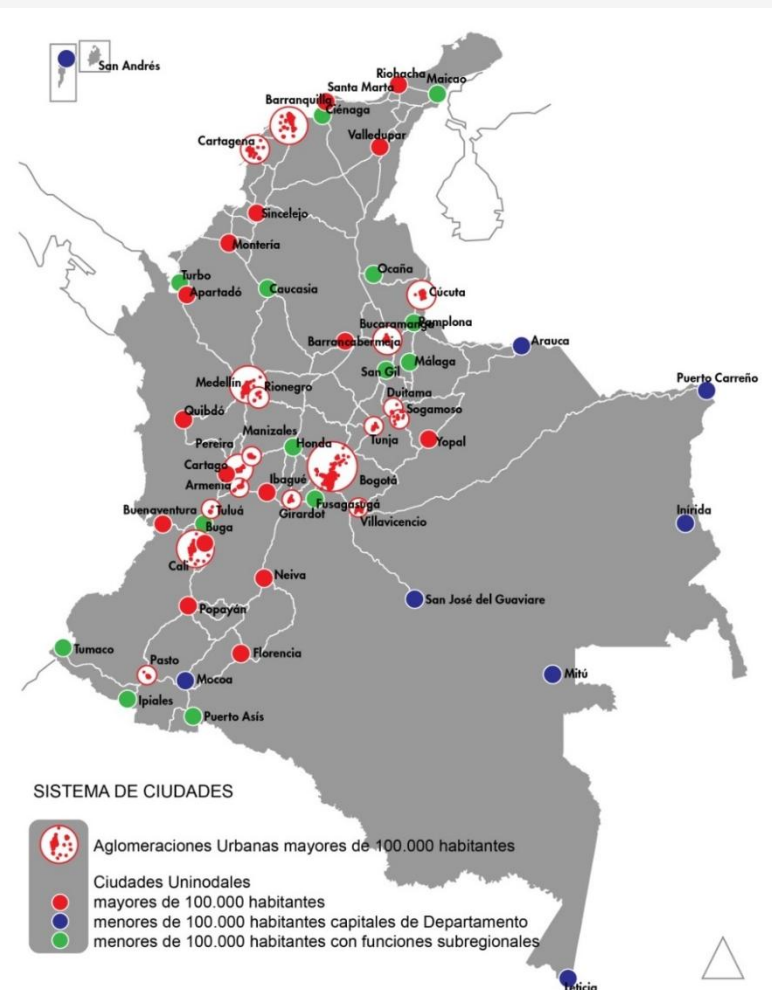 San Andrés
Riohacha
Maicao
Santa Marta
Barranquilla
Ciénaga
Cartagena
Valledupar
Sincelejo
Montería
Turbo
Apartadó
Caucasia
Ocaña
Cúcuta
Bucaramanga
Pamplona
Barrancabermeja
Arauca
San Gil
Málaga
Puerto Carreño
Medellín
Rionegro
Duitama
Sogamoso
Quibdó
Tunja
Yopal
Manizales
Pereira
Honda
Cartago
Bogotá
Armenia
Ibagué
Fusagasugá
Girardot
Buenaventura
Tuluá
Villavicencio
Inírida
Buga
Cali
Neiva
San José del Guaviare
Popayán
Tumaco
Florencia
Pasto
Mitú
Mocoa
Ipiales
Puerto Asís
SISTEMA DE CIUDADES
Aglomeraciones Urbanas mayores de 100.000 habitantes
Ciudades Uninodales
mayores de 100.000 habitantes
menores de 100.000 habitantes capitales de Departamento
menores de 100.000 habitantes con funciones subregionales
Leticia